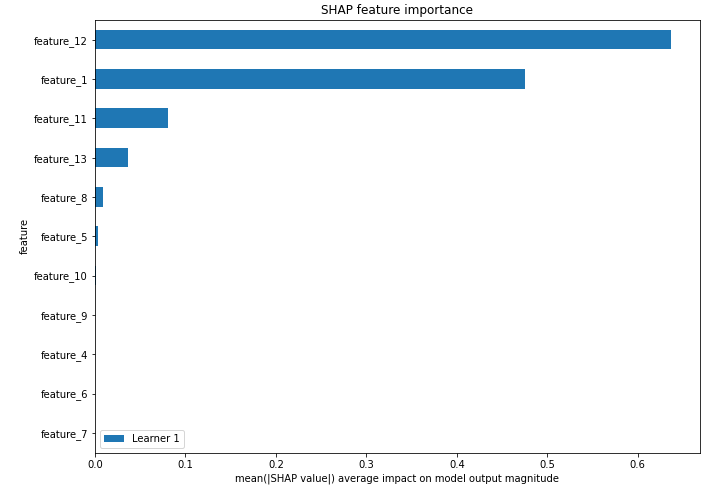 SHAP feature importance
feature_12
feature_1
feature_11
feature_13
feature_8
feature_5
feature_10
feature_9
feature_4
feature_6
feature_7
feature
Learner 1
0.0 0.1 0.2 0.3 0.4 0.5 0.6
mean(|SHAP value|) average impact on model output magnitude